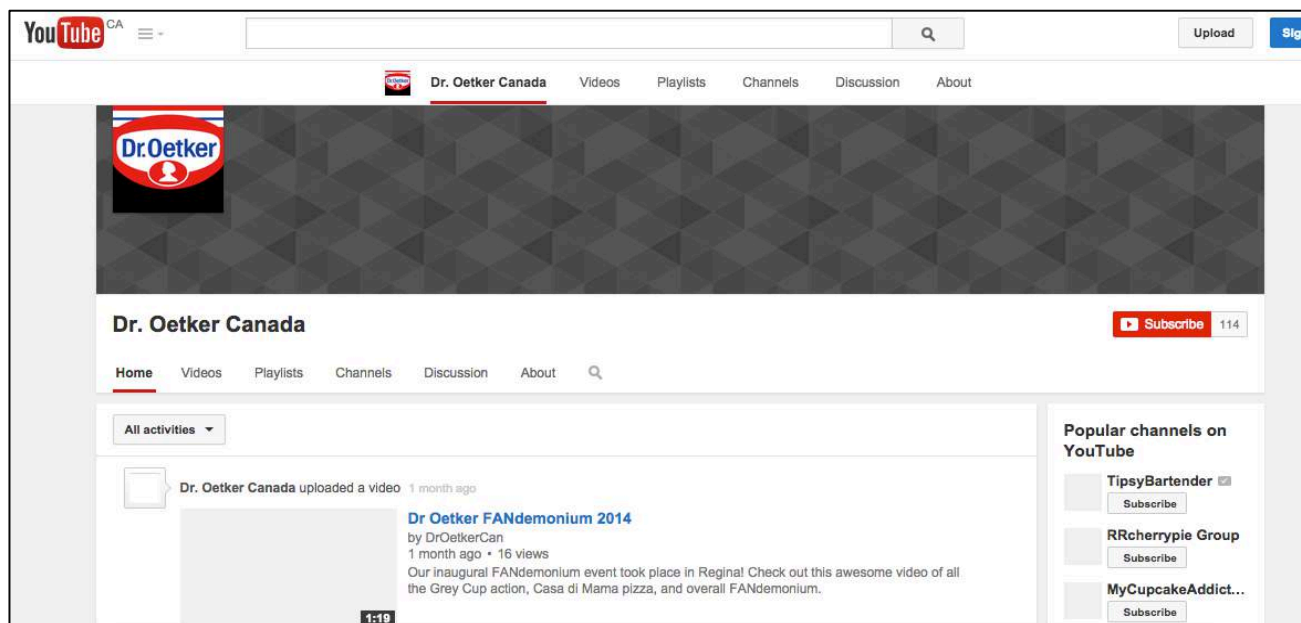 YouTube CA
Upload
Sig
Dr. Oetker Canada Videos Playlists Channels Discussion About
Dr.Oetker
Dr. Oetker Canada
Subscribe 114
Home Videos Playlists Channels Discussion About
All activities
Dr. Oetker Canada uploaded a video 1 month ago
Dr Oetker FANdemonium 2014
by DrOetkerCan
1 month ago • 16 views
Our inaugural FANdemonium event took place in Regina! Check out this awesome video of all
the Grey Cup action, Casa di Mama pizza, and overall FANdemonium.
1:19
Popular channels on
YouTube
TipsyBartender
Subscribe
RRcherrypie Group
Subscribe
MyCupcakeAddict...
Subscribe